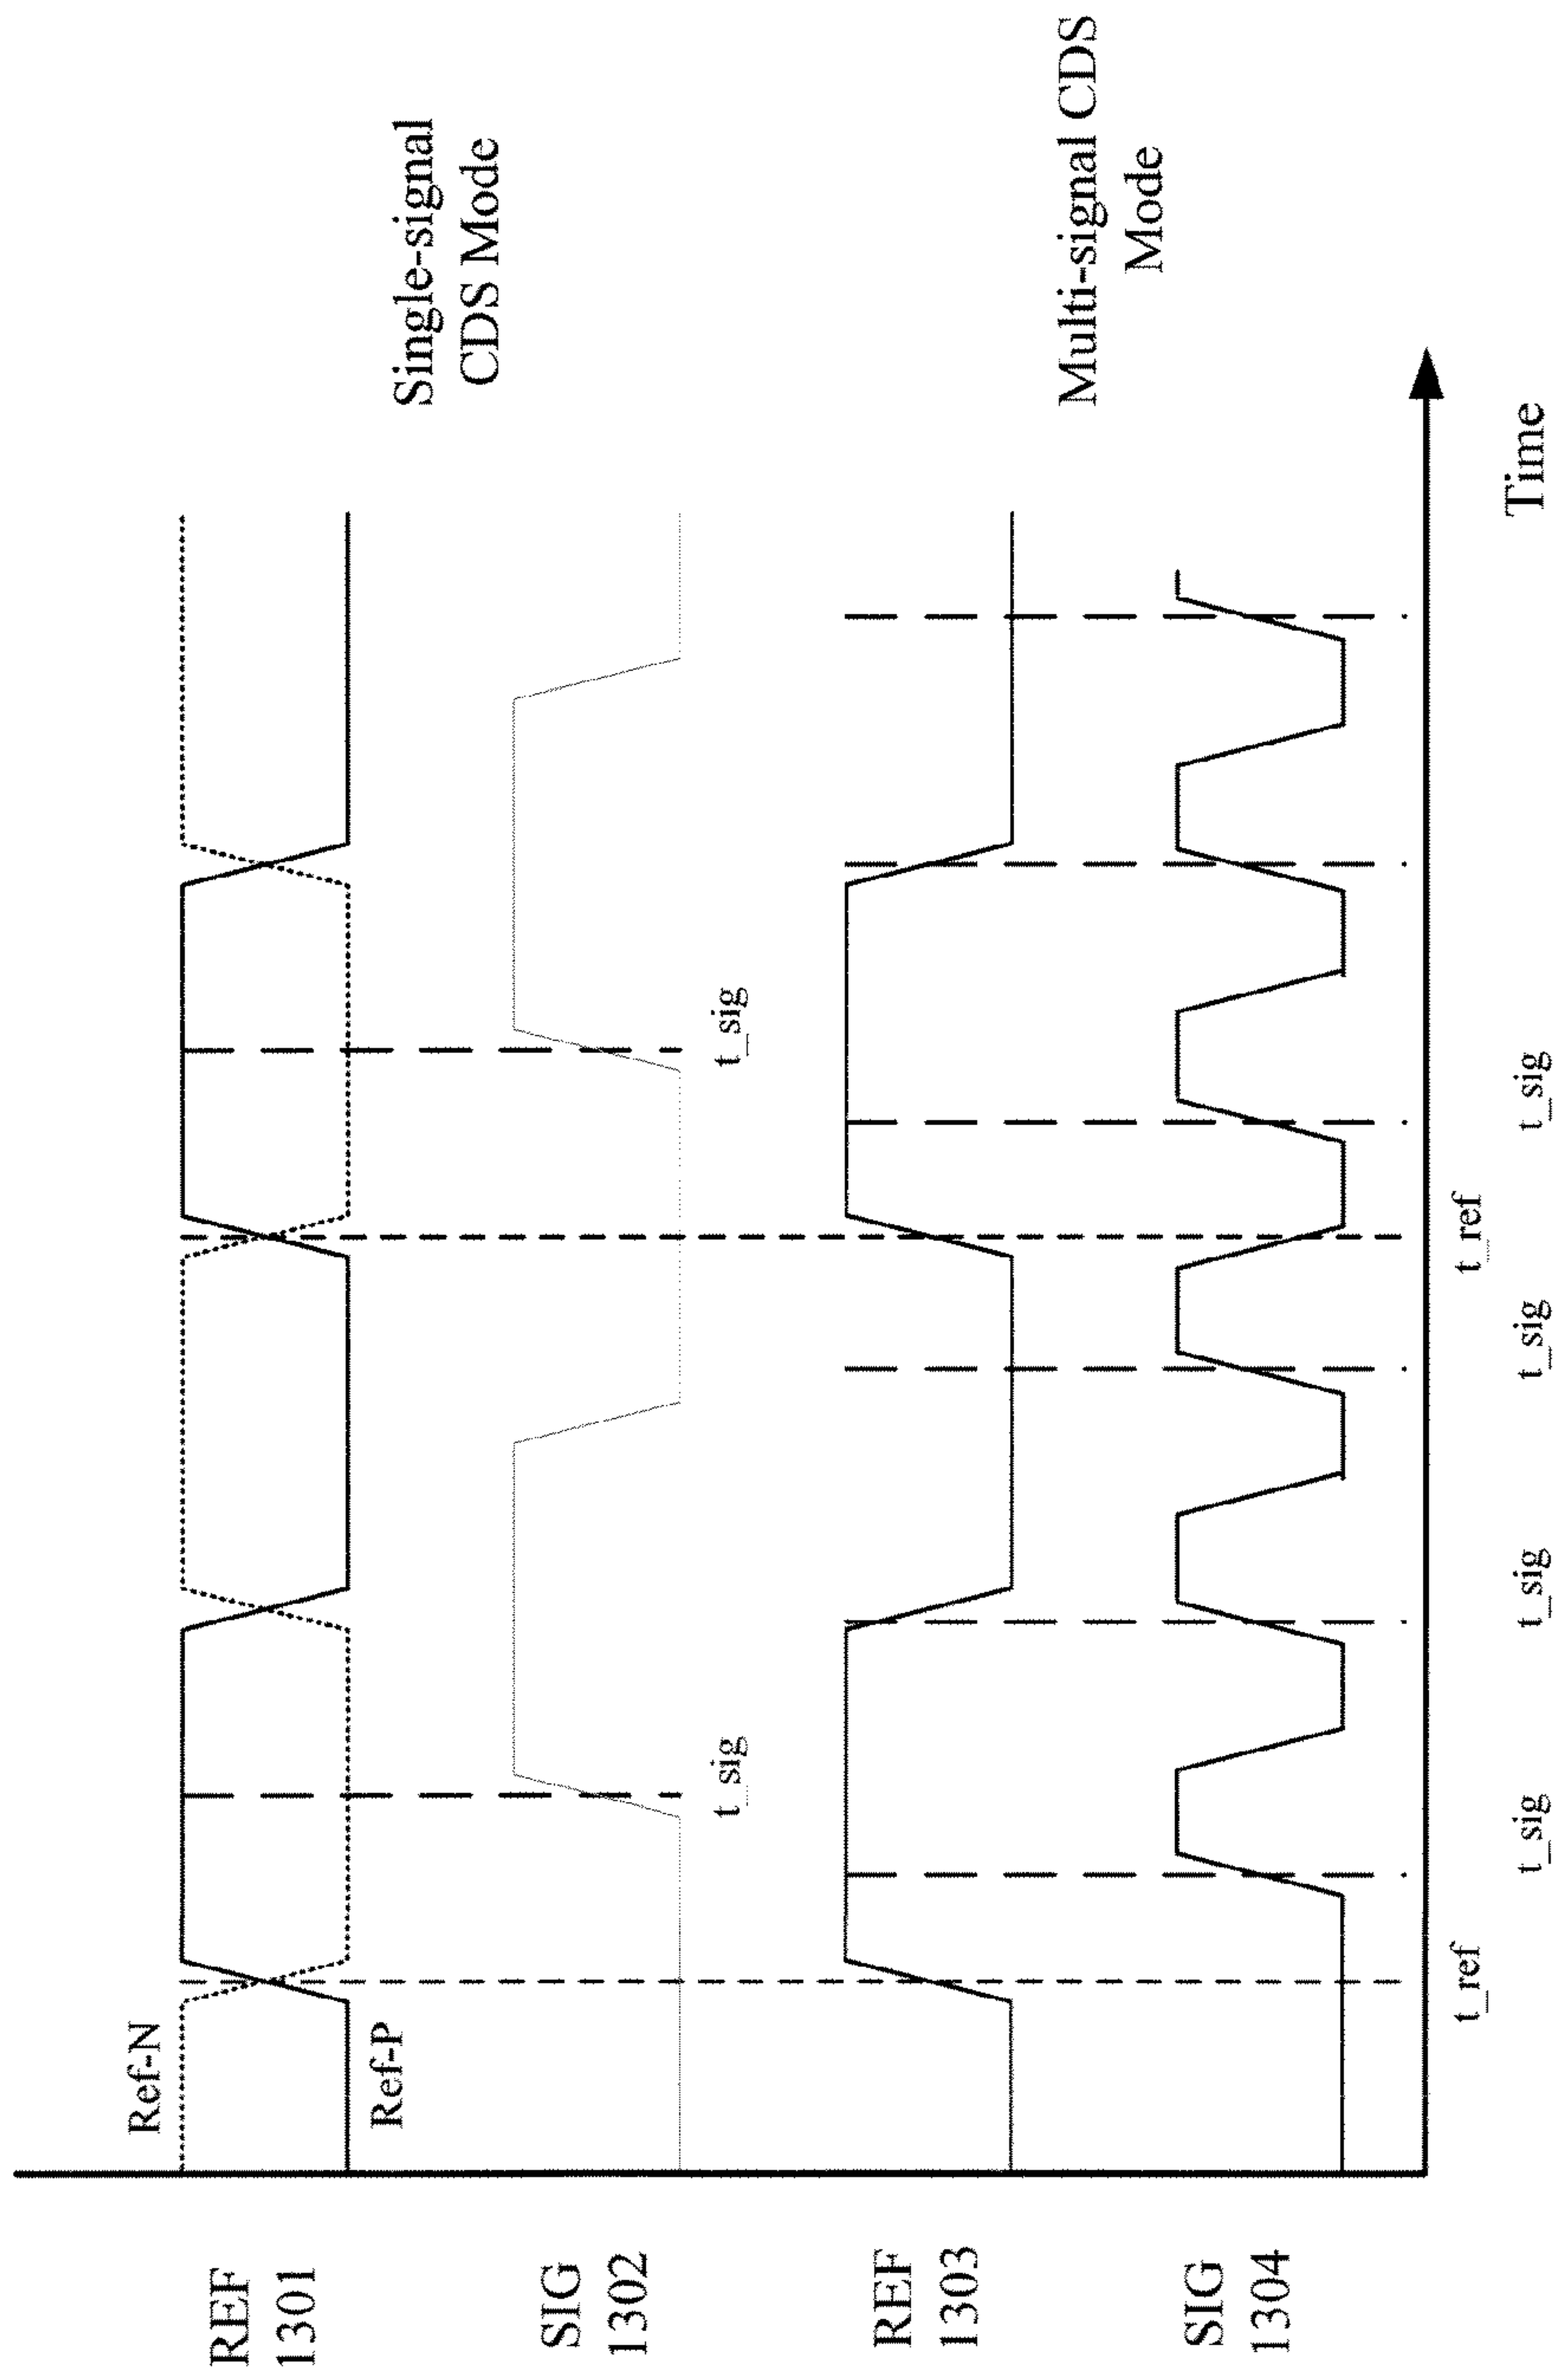 REF
1301
Ref-N
Ref-P
Single-signal
CDS Mode
SIG
1302
t_sig
t_sig
REF
1303
Multi-signal CDS
Mode
SIG
1304
t_ref
t_ref
t_sig
t_sig
t_sig
t_sig
Time